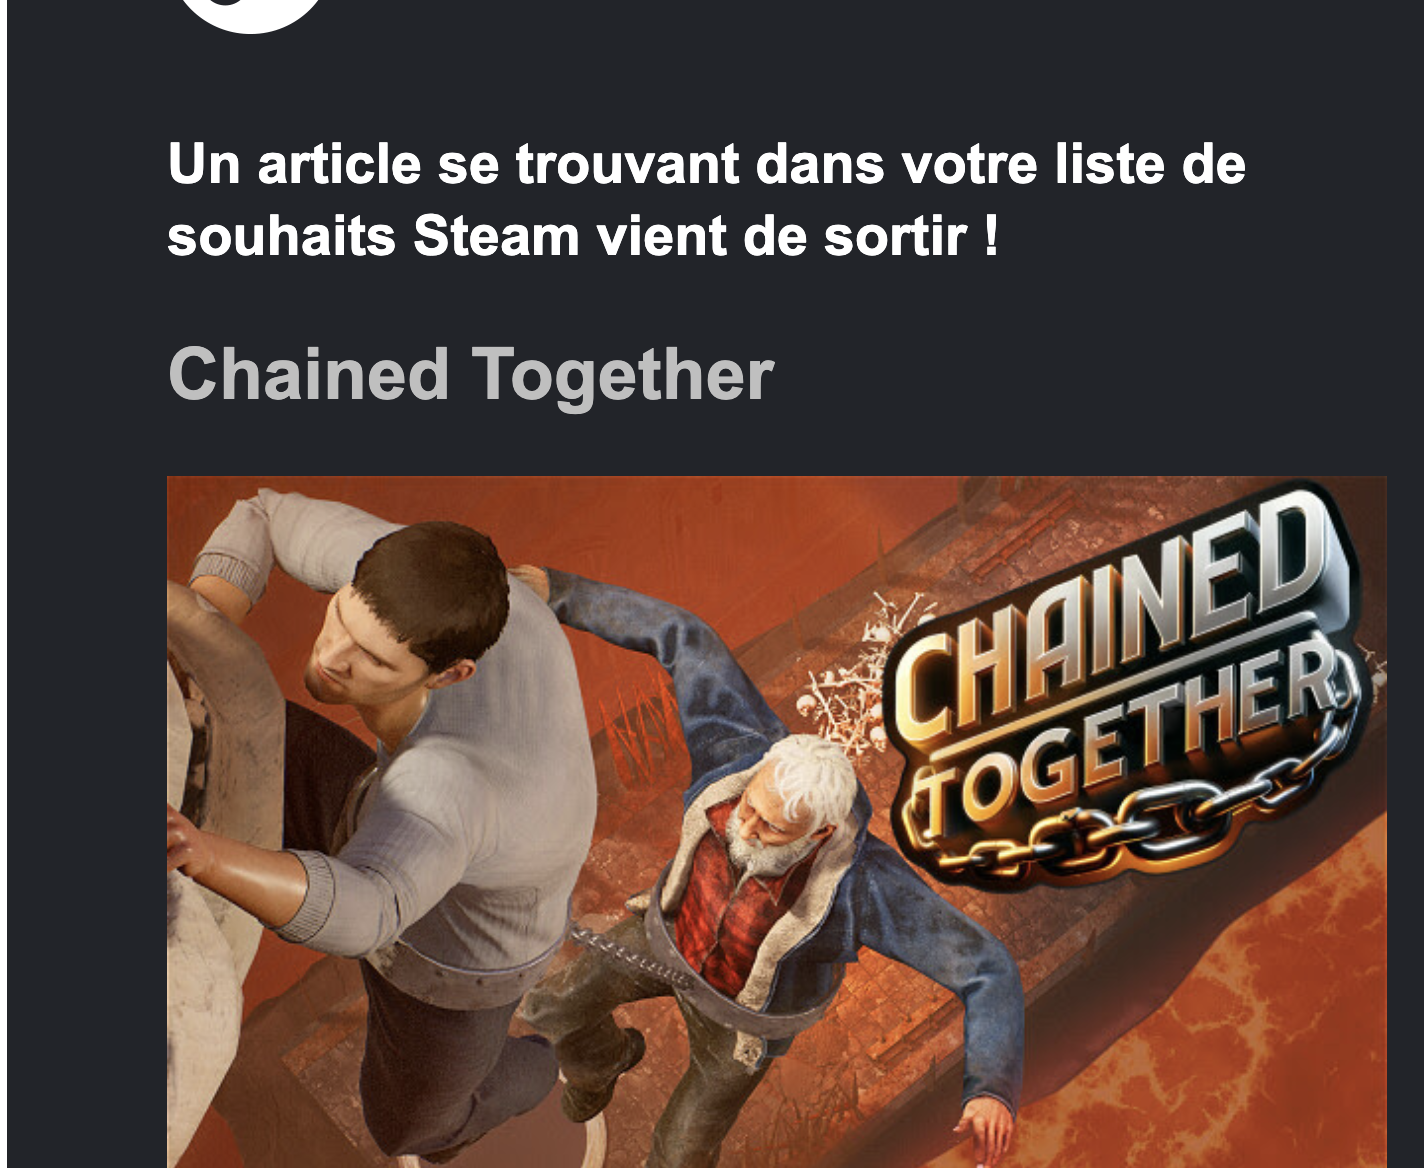 Un article se trouvant dans votre liste de
souhaits Steam vient de sortir !
Chained Together
CHAINED
TOGETHER